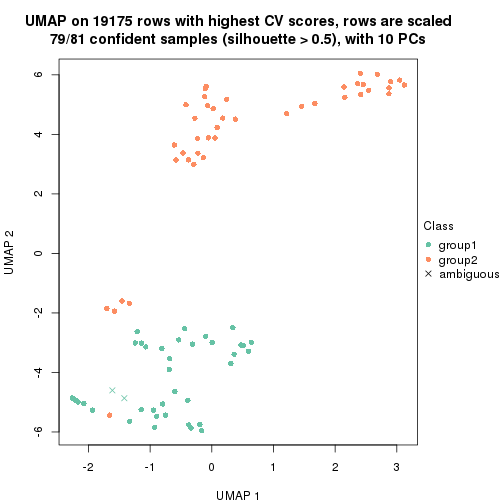 UMAP on 19175 rows with highest CV scores, rows are scaled
79/81 confident samples (silhouette > 0.5), with 10 PCs
6
4
2
0
-2
-4
-6
UMAP 2
-2
-1
0
1
2
3
UMAP 1
Class
group1
group2
ambiguous